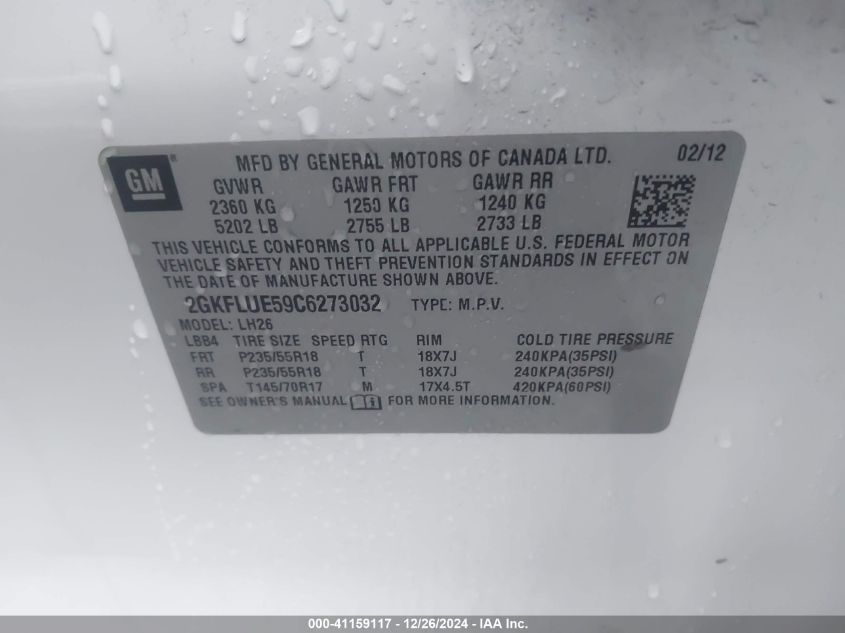 GM ® MFD BY GENERAL MOTORS OF CANADA LTD. 02/12
GVWR GAWR FRT GAWR RR
2360 KG 1250 KG 1240 KG
5202 LB 2755 LB 2733 LB
THIS VEHICLE CONFORMS TO ALL APPLICABLE U.S. FEDERAL MOTOR
VEHICLE SAFETY AND THEFT PREVENTION STANDARDS IN EFFECT ON
THE DATE OF MANUFACTURE SHOWN ABOVE.
2GKFLUE59C6273032 TYPE: M.P.V.
MODEL: LH26
LBB4 TIRE SIZE SPEED RTG RIM COLD TIRE PRESSURE
FRT P235/55R18 T 18X7J 240KPA(35PSI)
RR P235/55R18 T 18X7J 240KPA(35PSI)
SPA T145/70R17 M 17X4.5T 420KPA(60PSI)
SEE OWNER'S MANUAL FOR MORE INFORMATION.
000-41159117 - 12/26/2024 - IAA Inc.